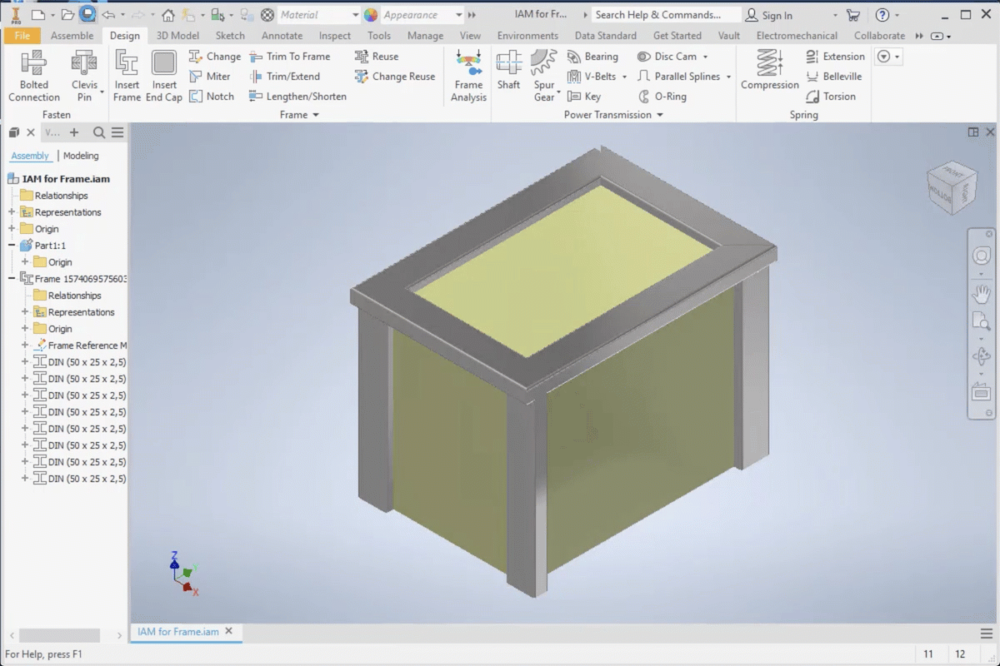 PRO
Material
Appearance
IAM for Fr...
Search Help & Commands...
Sign In
File
Assemble
Design
3D Model
Sketch
Annotate
Inspect
Tools
Manage
View
Environments
Data Standard
Get Started
Vault
Electromechanical
Collaborate
Bolted Connection
Clevis Pin
Fasten
Insert Frame
Insert End Cap
Change
Miter
Notch
Trim To Frame
Trim/Extend
Lengthen/Shorten
Reuse
Change Reuse
Frame
Frame Analysis
Shaft
Spur Gear
Bearing
V-Belts
Key
Disc Cam
Parallel Splines
O-Ring
Power Transmission
Compression
Extension
Belleville
Torsion
Spring
V...
Assembly | Modeling
IAM for Frame.iam
Relationships
Representations
Origin
Part1:1
Origin
Frame 1574069575603
Relationships
Representations
Origin
Frame Reference M
DIN (50 x 25 x 2,5)
DIN (50 x 25 x 2,5)
DIN (50 x 25 x 2,5)
DIN (50 x 25 x 2,5)
DIN (50 x 25 x 2,5)
DIN (50 x 25 x 2,5)
DIN (50 x 25 x 2,5)
DIN (50 x 25 x 2,5)
FRONT
BOTTOM
RIGHT
Z
Y
X
IAM for Frame.iam
For Help, press F1
11
12